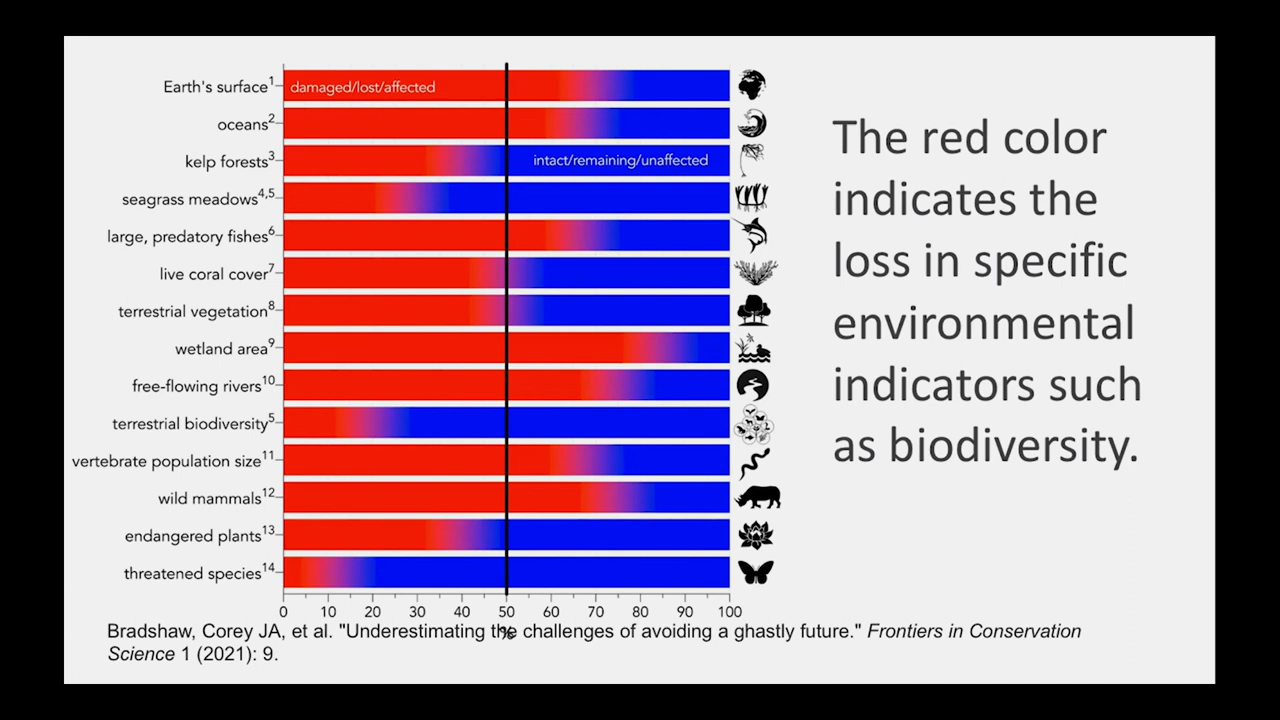 Earth's surface1
damaged/lost/affected
oceans2
kelp forests3
intact/remaining/unaffected
seagrass meadows4,5
large, predatory fishes6
live coral cover7
terrestrial vegetation8
wetland area9
free-flowing rivers10
terrestrial biodiversity5
vertebrate population size11
wild mammals12
endangered plants13
threatened species14
0 10 20 30 40 50 60 70 80 90 100
%
The red color
indicates the
loss in specific
environmental
indicators such
as biodiversity.
Bradshaw, Corey JA, et al. "Underestimating the challenges of avoiding a ghastly future." Frontiers in Conservation
Science 1 (2021): 9.